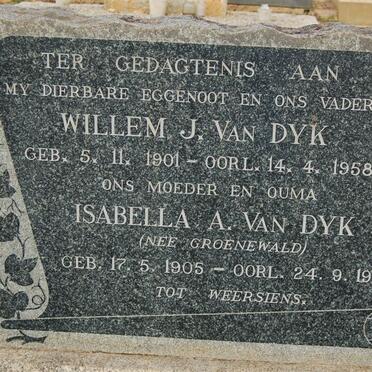 TER GEDAGTENIS AAN
MY DIERBARE EGGENOOT EN ONS VADER
WILLEM J. VAN DYK
GEB. 5. 11. 1901 - OORL. 14. 4. 1958
ONS MOEDER EN OUMA
ISABELLA A. VAN DYK
(NEE GROENEWALD)
GEB. 17. 5. 1905 - OORL. 24. 9. 19
TOT WEERSIENS.